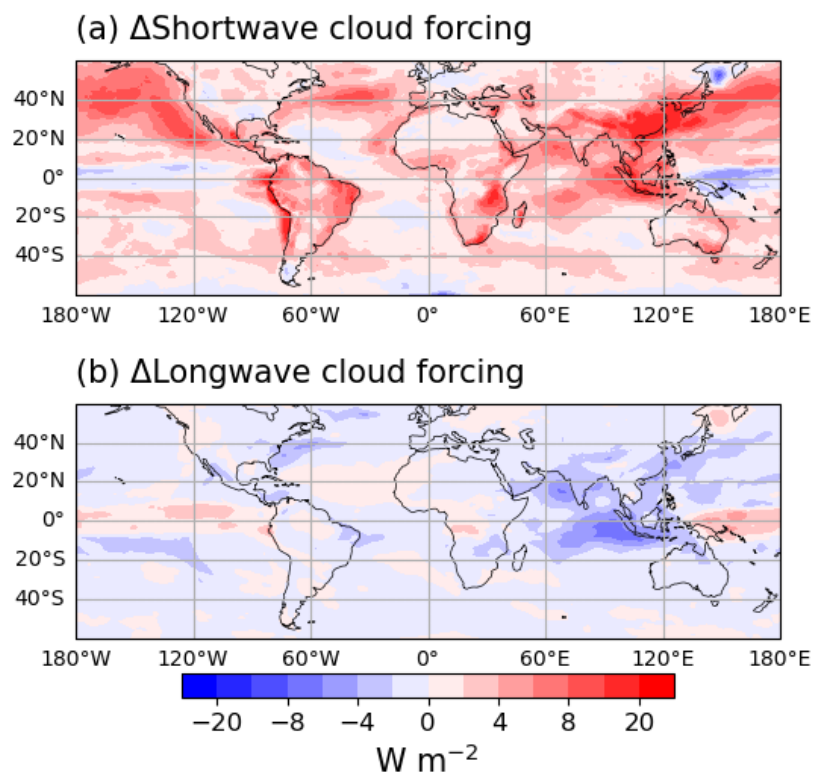 (a) ΔShortwave cloud forcing
40°N
20°N
0°
20°S
40°S
180°W 120°W 60°W 0° 60°E 120°E 180°E
(b) ΔLongwave cloud forcing
40°N
20°N
0°
20°S
40°S
180°W 120°W 60°W 0° 60°E 120°E 180°E
−20 −8 −4 0 4 8 20
W m⁻²